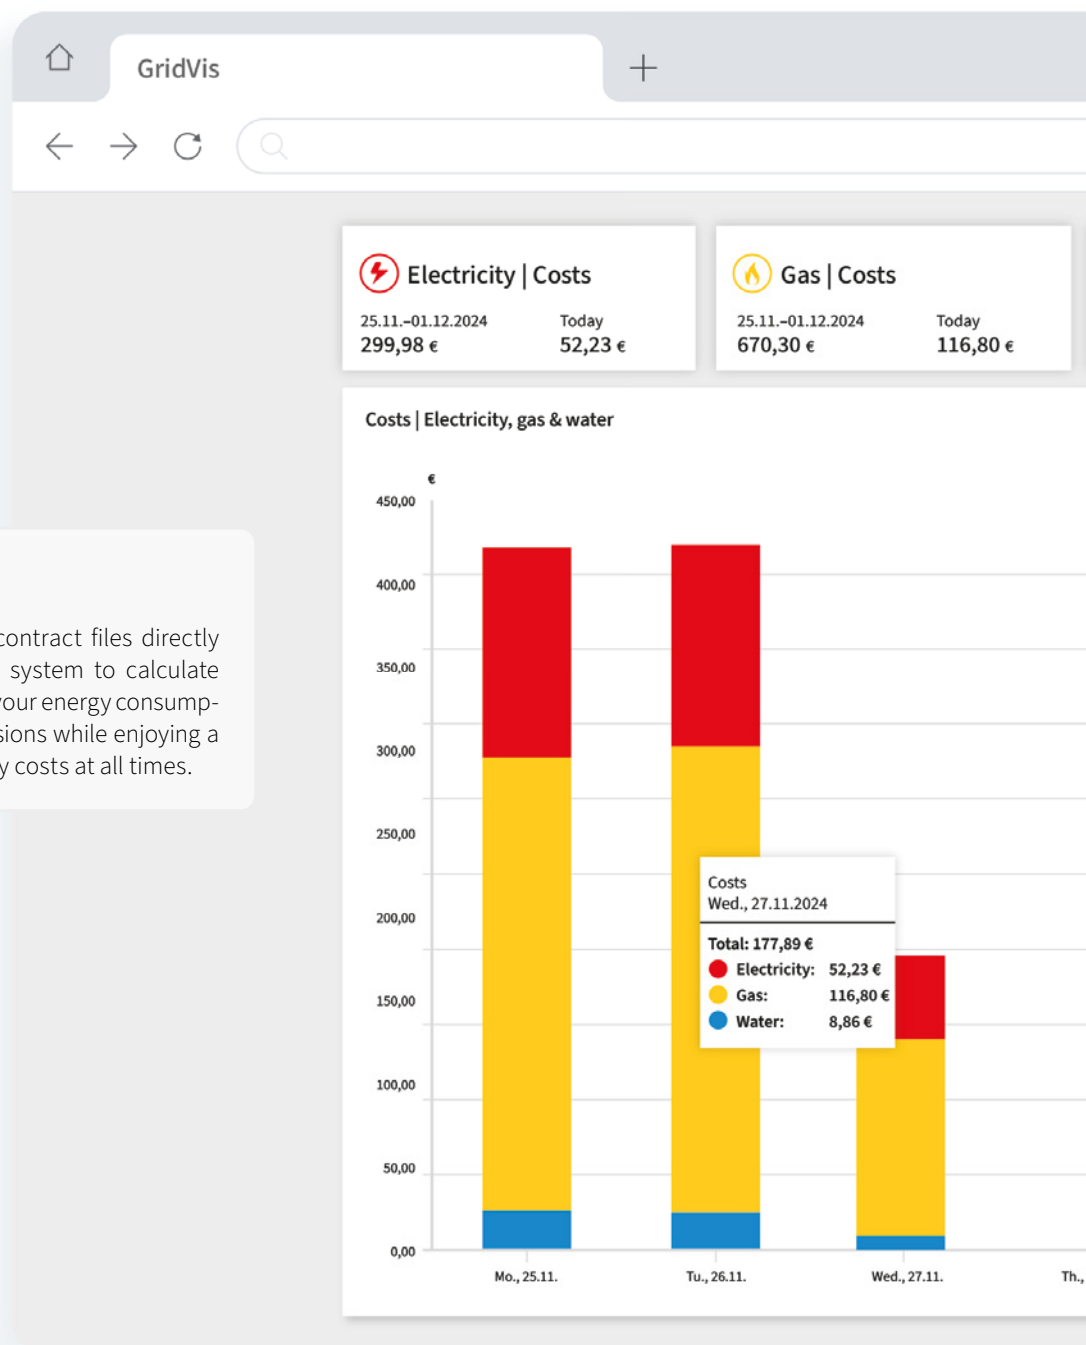 GridVis
Electricity | Costs
25.11.–01.12.2024 Today
299,98 € 52,23 €
Gas | Costs
25.11.–01.12.2024 Today
670,30 € 116,80 €
Costs | Electricity, gas & water
€
450,00
400,00
350,00
300,00
250,00
200,00
150,00
100,00
50,00
0,00
Mo., 25.11.
Tu., 26.11.
Wed., 27.11.
Th.,
Costs
Wed., 27.11.2024
Total: 177,89 €
Electricity: 52,23 €
Gas: 116,80 €
Water: 8,86 €
contract files directly
system to calculate
your energy consump-
sions while enjoying a
y costs at all times.